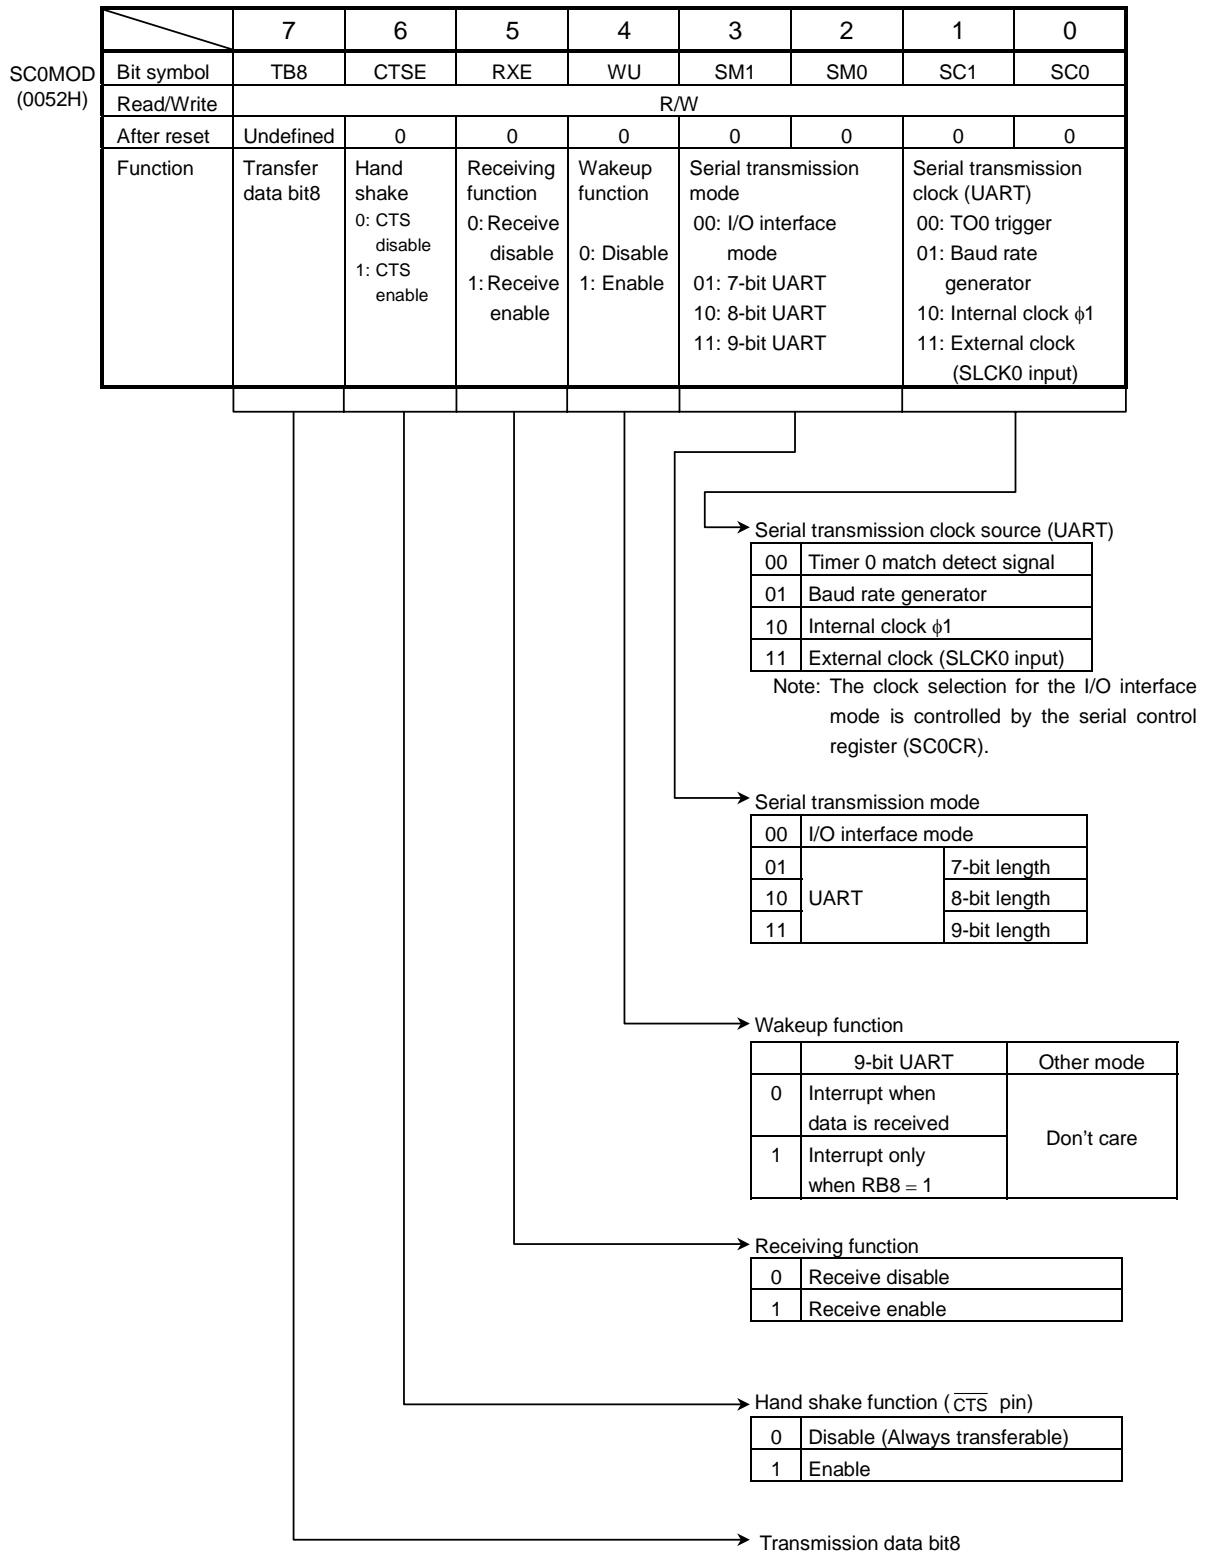 7 6 5 4 3 2 1 0
SC0MOD
(0052H)
Bit symbol TB8 CTSE RXE WU SM1 SM0 SC1 SC0
Read/Write R/W
After reset Undefined 0 0 0 0 0 0 0
Function
Transfer
data bit8
Hand
shake
0: CTS
disable
1: CTS
enable
Receiving
function
0: Receive
disable
1: Receive
enable
Wakeup
function
0: Disable
1: Enable
Serial transmission
mode
00: I/O interface
mode
01: 7-bit UART
10: 8-bit UART
11: 9-bit UART
Serial transmission
clock (UART)
00: TO0 trigger
01: Baud rate
generator
10: Internal clock ϕ1
11: External clock
(SLCK0 input)
Serial transmission clock source (UART)
00 Timer 0 match detect signal
01 Baud rate generator
10 Internal clock ϕ1
11 External clock (SLCK0 input)
Note: The clock selection for the I/O interface
mode is controlled by the serial control
register (SC0CR).
Serial transmission mode
00 I/O interface mode
01 7-bit length
10 UART 8-bit length
11 9-bit length
Wakeup function
9-bit UART Other mode
0 Interrupt when
data is received
Don’t care
1 Interrupt only
when RB8 = 1
Receiving function
0 Receive disable
1 Receive enable
Hand shake function ( C̅T̅S̅ pin)
0 Disable (Always transferable)
1 Enable
Transmission data bit8